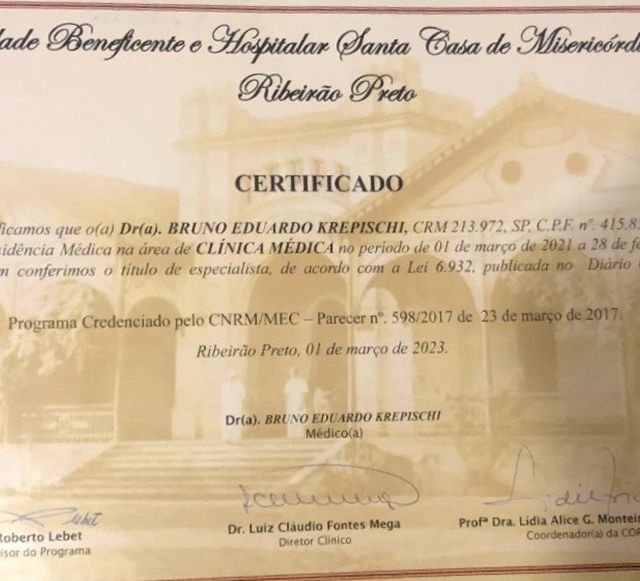 dade Beneficente e Hospitalar Santa Casa de Misericórdi
Ribeirão Preto
CERTIFICADO
ficamos que o(a) Dr(a). BRUNO EDUARDO KREPISCHI, CRM 213.972, SP, C.P.F. nº. 415.8
sidência Médica na área de CLÍNICA MÉDICA no período de 01 de março de 2021 a 28 de fe
m conferimos o título de especialista, de acordo com a Lei 6.932, publicada no Diário
Programa Credenciado pelo CNRM/MEC – Parecer nº. 598/2017 de 23 de março de 2017.
Ribeirão Preto, 01 de março de 2023.
Dr(a). BRUNO EDUARDO KREPISCHI
Médico(a)
Roberto Lebet
isor do Programa
Dr. Luiz Cláudio Fontes Mega
Diretor Clínico
Profª Dra. Lídia Alice G. Montei
Coordenador(a) da COR